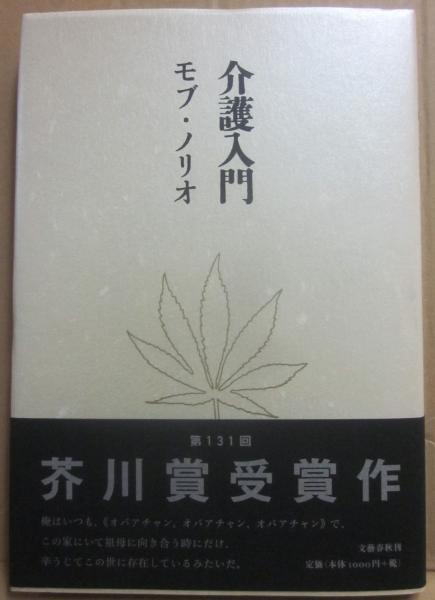 介護入門
モブ・ノリオ
第131回
芥川賞受賞作
俺はいつも、《オバアチャン、オバアチャン、オバアチャン》で、
この家にいて祖母に向き合う時にだけ、
辛うじてこの世に存在しているみたいだ。
文藝春秋刊
定価(本体1000円+税)